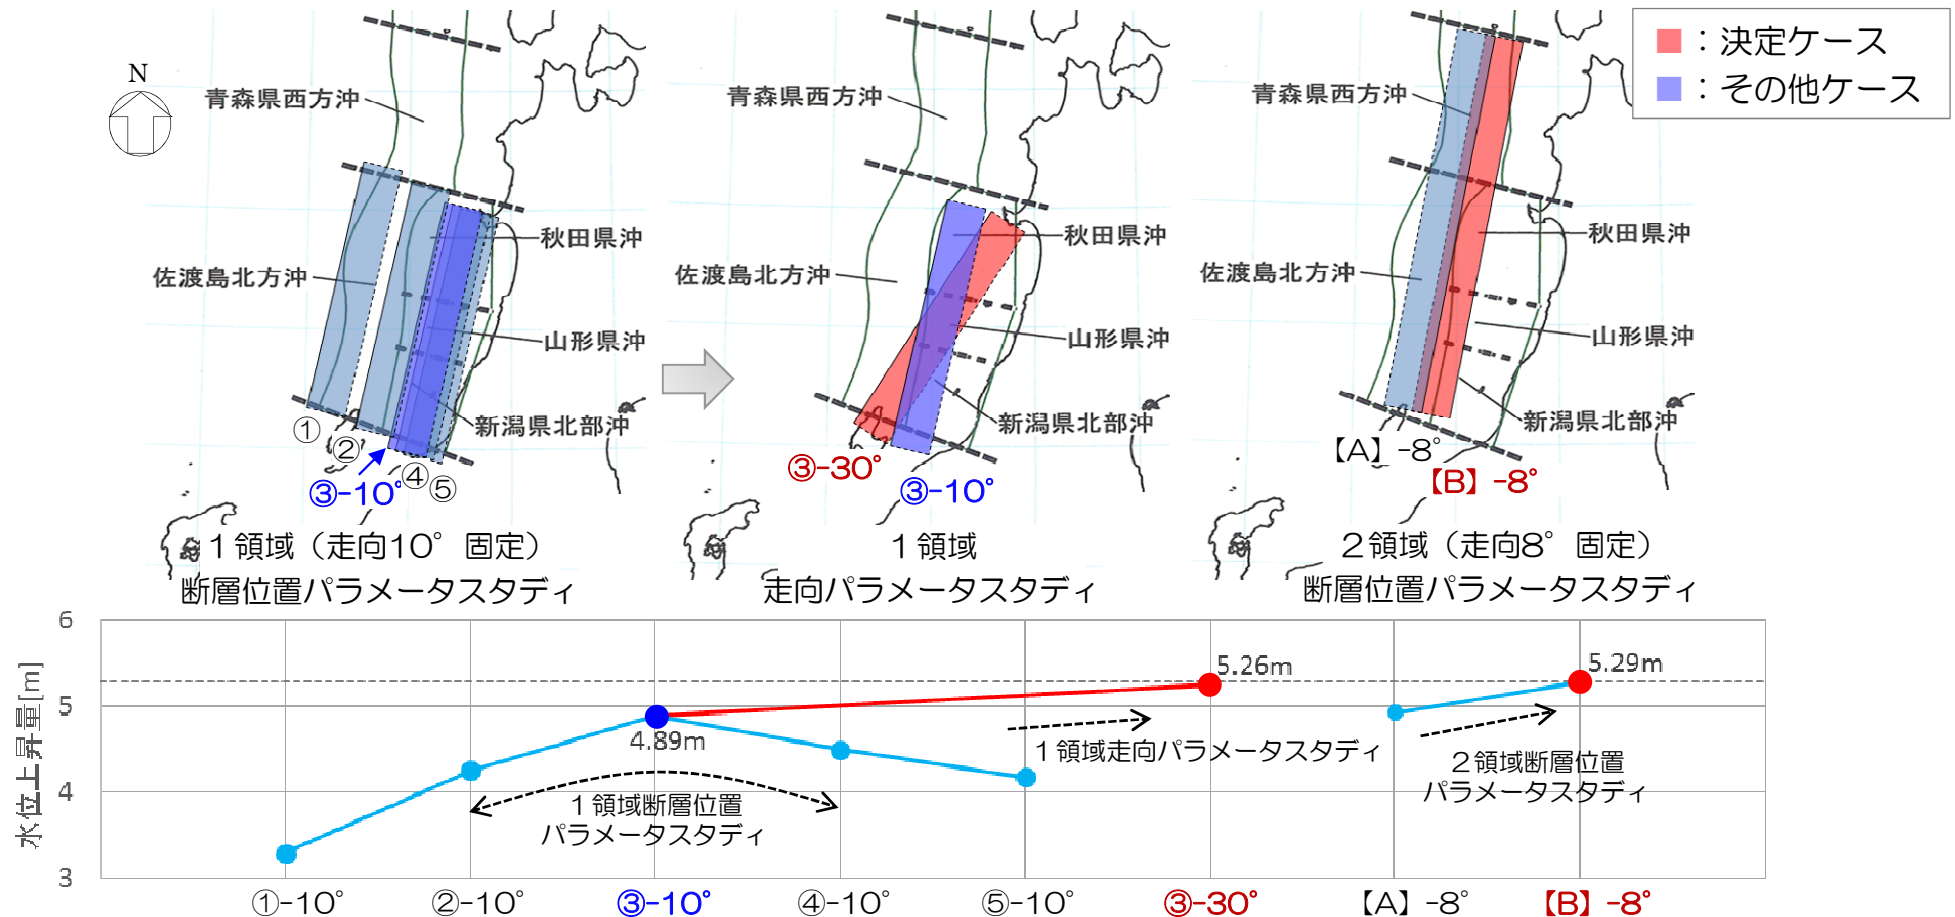 ：決定ケース
：その他ケース
N
青森県西方沖
秋田県沖
佐渡島北方沖
山形県沖
新潟県北部沖
①
②
③-10°
④
⑤
１領域（走向10°固定）
断層位置パラメータスタディ
青森県西方沖
秋田県沖
佐渡島北方沖
山形県沖
新潟県北部沖
③-30°
③-10°
１領域
走向パラメータスタディ
青森県西方沖
秋田県沖
佐渡島北方沖
山形県沖
新潟県北部沖
【A】-8°
【B】-8°
２領域（走向8°固定）
断層位置パラメータスタディ
水位上昇量[m]
6
5
4
3
4.89m
5.26m
5.29m
１領域断層位置
パラメータスタディ
１領域走向パラメータスタディ
２領域断層位置
パラメータスタディ
①-10°
②-10°
③-10°
④-10°
⑤-10°
③-30°
【A】-8°
【B】-8°